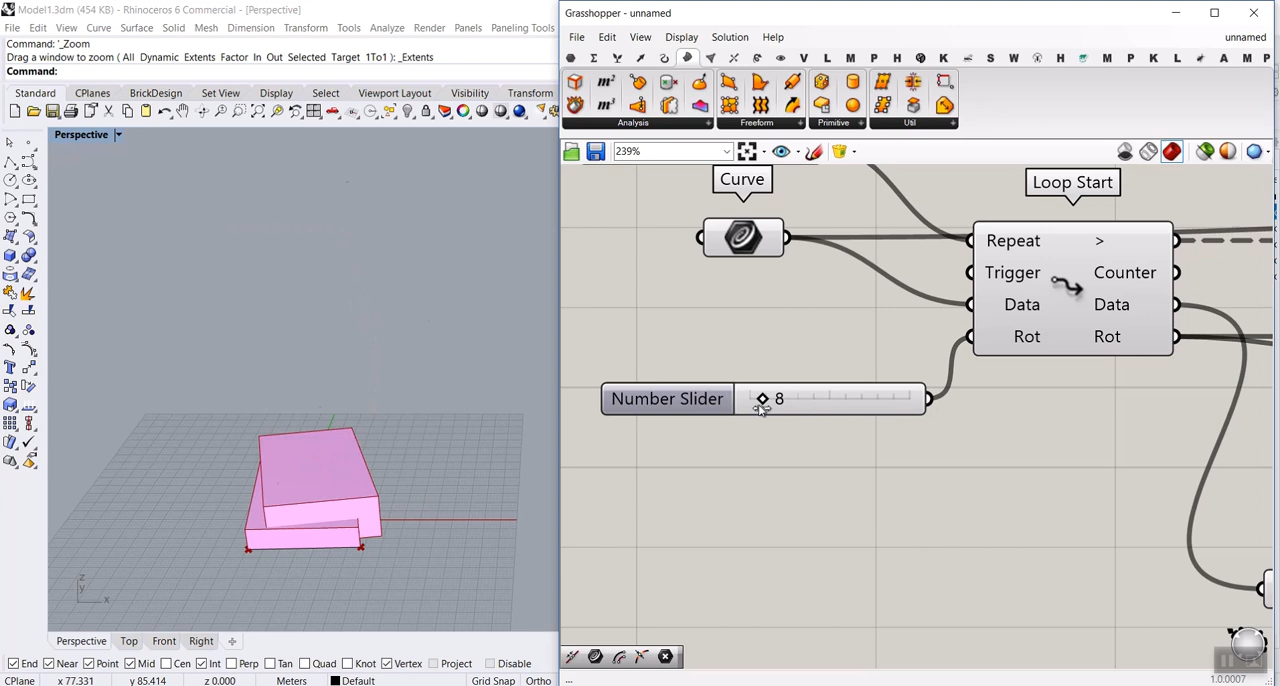 Model1.3dm (454 KB) - Rhinoceros 6 Commercial - [Perspective]
File Edit View Curve Surface Solid Mesh Dimension Transform Tools Analyze Render Panels Paneling Tools
Command: '_Zoom
Drag a window to zoom ( All Dynamic Extents Factor In Out Selected Target 1To1 ): _Extents
Command:
Standard CPlanes BrickDesign Set View Display Select Viewport Layout Visibility Transform
Perspective
z
y
x
Perspective Top Front Right
End Near Point Mid Cen Int Perp Tan Quad Knot Vertex Project Disable
CPlane x 77.331 y 85.414 z 0.000 Meters Default Grid Snap Ortho
Grasshopper - unnamed
File Edit View Display Solution Help unnamed
V L M P H K S W H M P K L A M P
m² m³
Analysis Freeform Primitive Util
239%
Curve
Loop Start
Repeat >
Trigger Counter
Data Data
Rot Rot
Number Slider 8
...
1.0.0007